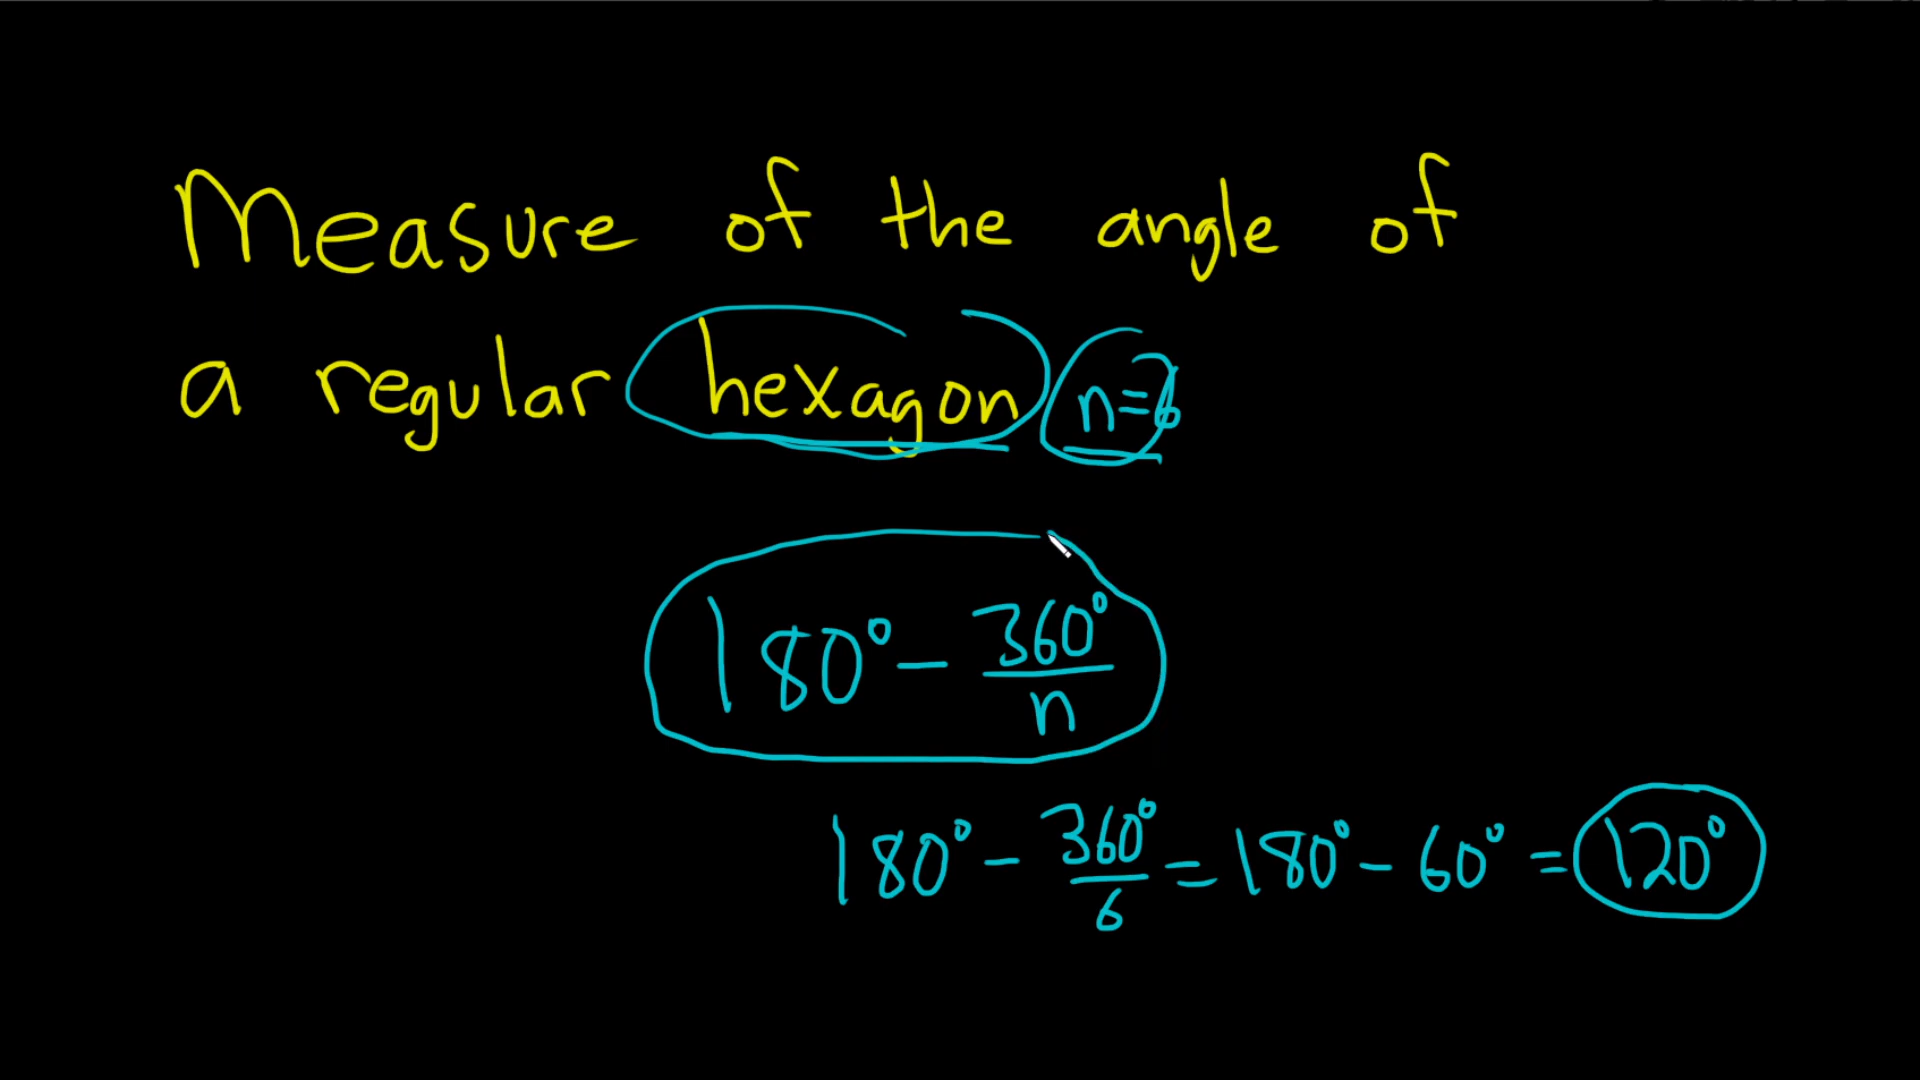 Measure of the angle of
a regular hexagon n=6
180° - 360°/n
180° - 360°/6 = 180° - 60° = 120°